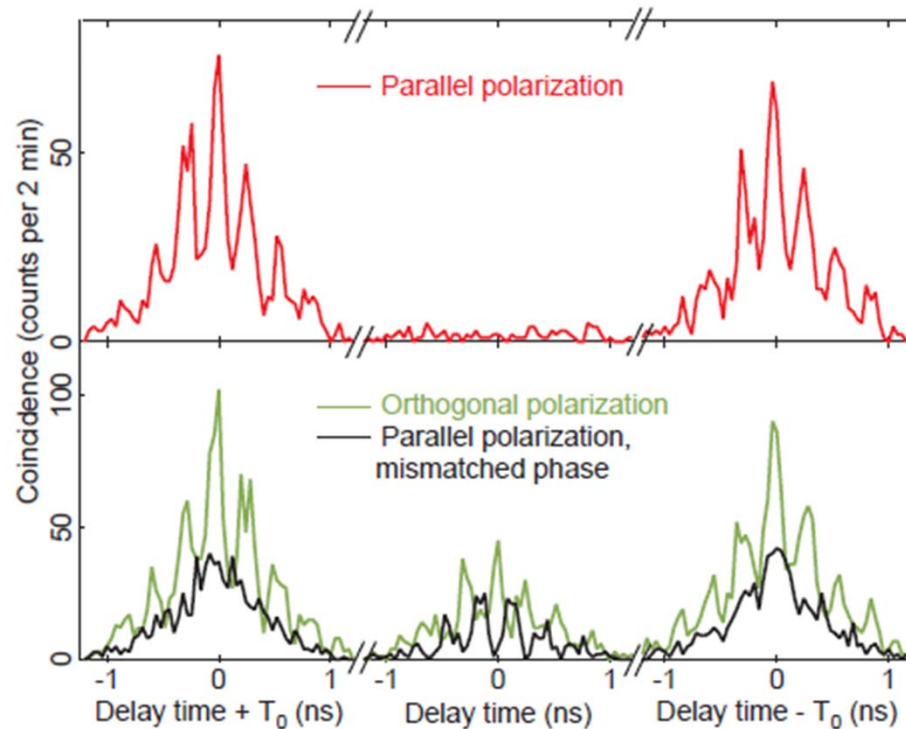 Coincidence (counts per 2 min)
Parallel polarization
50
0
Orthogonal polarization
Parallel polarization,
mismatched phase
100
50
0
-1 0 1 -1 0 1 -1 0 1
Delay time + T₀ (ns) Delay time (ns) Delay time - T₀ (ns)